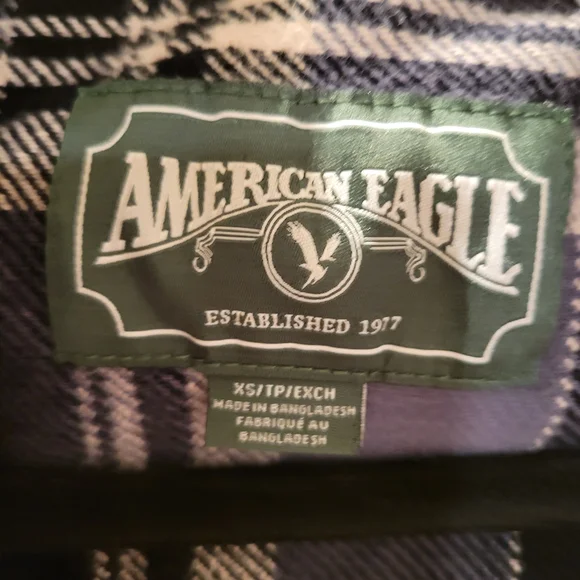 AMERICAN EAGLE
ESTABLISHED 1977
XS/TP/EXCH
MADE IN BANGLADESH
FABRIQUÉ AU
BANGLADESH